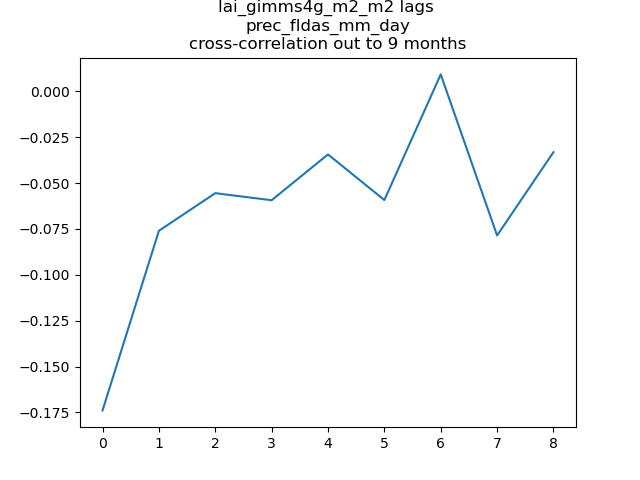 lai_gimms4g_m2_m2 lags
prec_fldas_mm_day
cross-correlation out to 9 months
0.000
−0.025
−0.050
−0.075
−0.100
−0.125
−0.150
−0.175
0 1 2 3 4 5 6 7 8